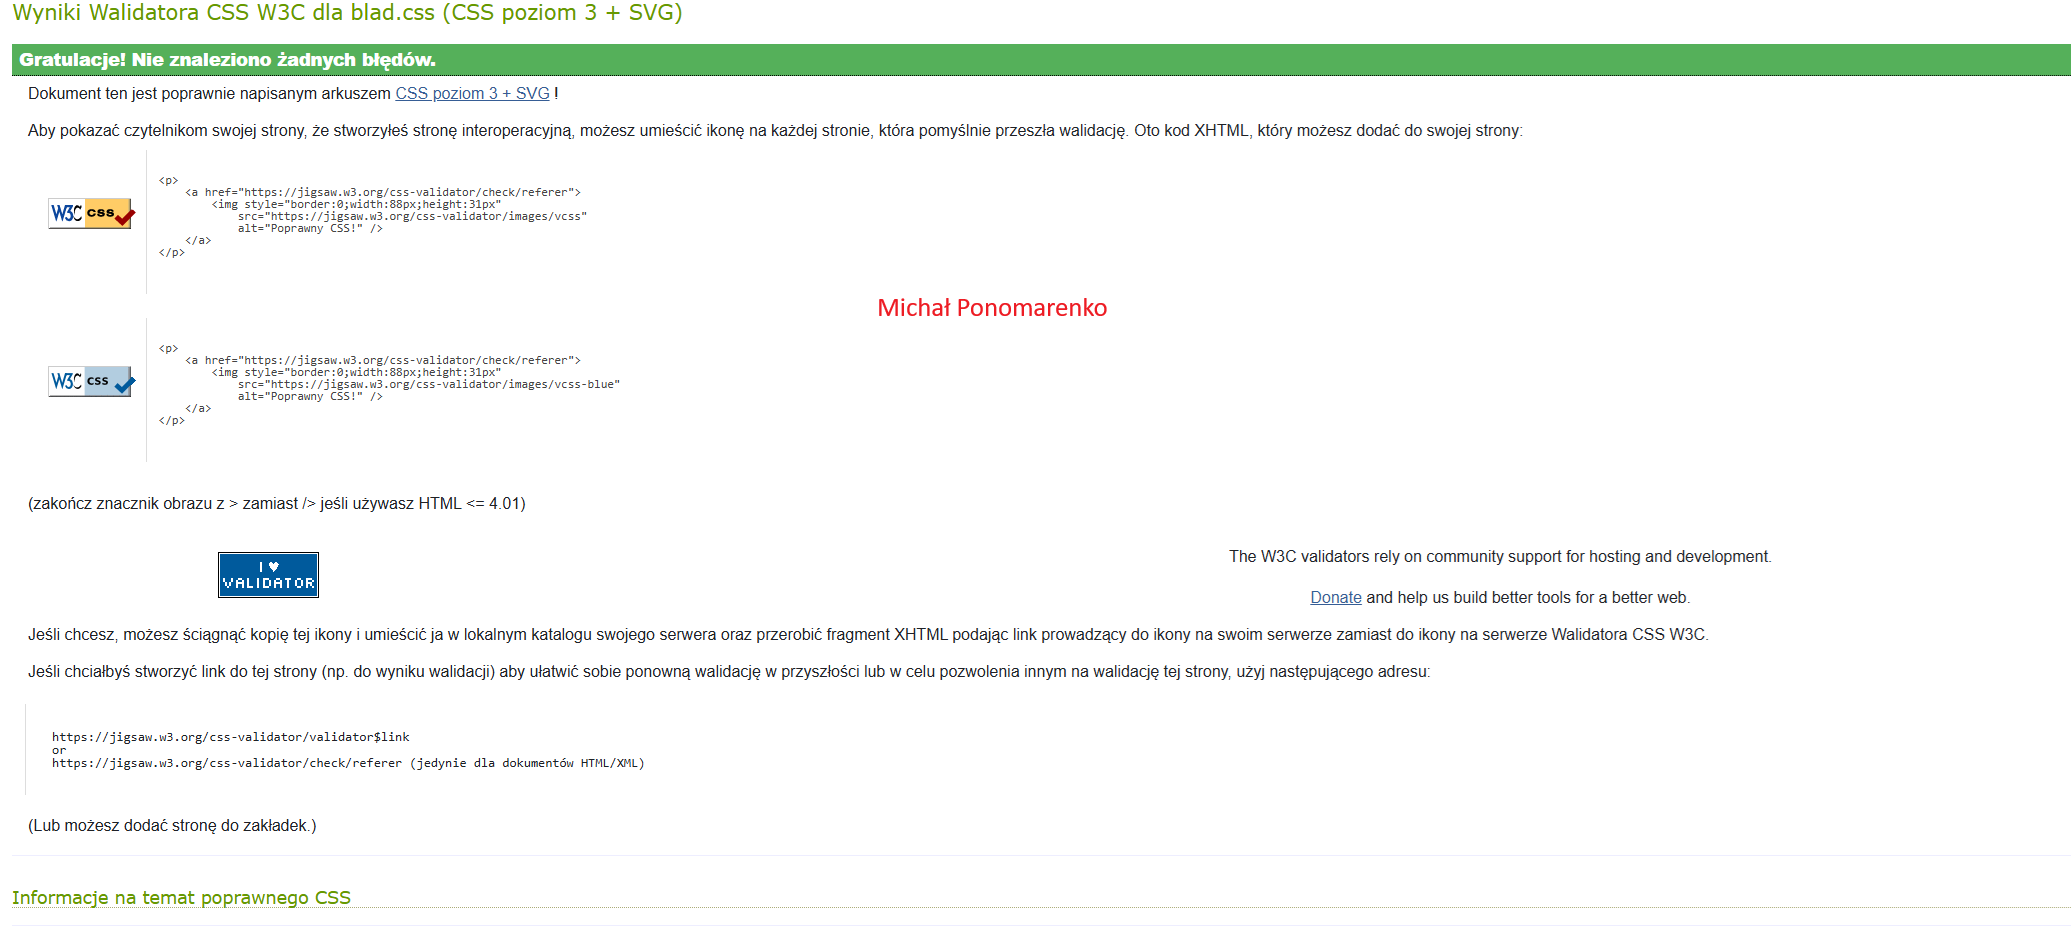 Wyniki Walidatora CSS W3C dla blad.css (CSS poziom 3 + SVG)
Gratulacje! Nie znaleziono żadnych błędów.
Dokument ten jest poprawnie napisanym arkuszem CSS poziom 3 + SVG !
Aby pokazać czytelnikom swojej strony, że stworzyłeś stronę interoperacyjną, możesz umieścić ikonę na każdej stronie, która pomyślnie przeszła walidację. Oto kod XHTML, który możesz dodać do swojej strony:
W3C css
<p>
<a href="https://jigsaw.w3.org/css-validator/check/referer">
<img style="border:0;width:88px;height:31px"
src="https://jigsaw.w3.org/css-validator/images/vcss"
alt="Poprawny CSS!" />
</a>
</p>
Michał Ponomarenko
W3C css
<p>
<a href="https://jigsaw.w3.org/css-validator/check/referer">
<img style="border:0;width:88px;height:31px"
src="https://jigsaw.w3.org/css-validator/images/vcss-blue"
alt="Poprawny CSS!" />
</a>
</p>
(zakończ znacznik obrazu z > zamiast /> jeśli używasz HTML <= 4.01)
I ♥
VALIDATOR
The W3C validators rely on community support for hosting and development.
Donate and help us build better tools for a better web.
Jeśli chcesz, możesz ściągnąć kopię tej ikony i umieścić ja w lokalnym katalogu swojego serwera oraz przerobić fragment XHTML podając link prowadzący do ikony na swoim serwerze zamiast do ikony na serwerze Walidatora CSS W3C.
Jeśli chciałbyś stworzyć link do tej strony (np. do wyniku walidacji) aby ułatwić sobie ponowną walidację w przyszłości lub w celu pozwolenia innym na walidację tej strony, użyj następującego adresu:
https://jigsaw.w3.org/css-validator/validator$link
or
https://jigsaw.w3.org/css-validator/check/referer (jedynie dla dokumentów HTML/XML)
(Lub możesz dodać stronę do zakładek.)
Informacje na temat poprawnego CSS